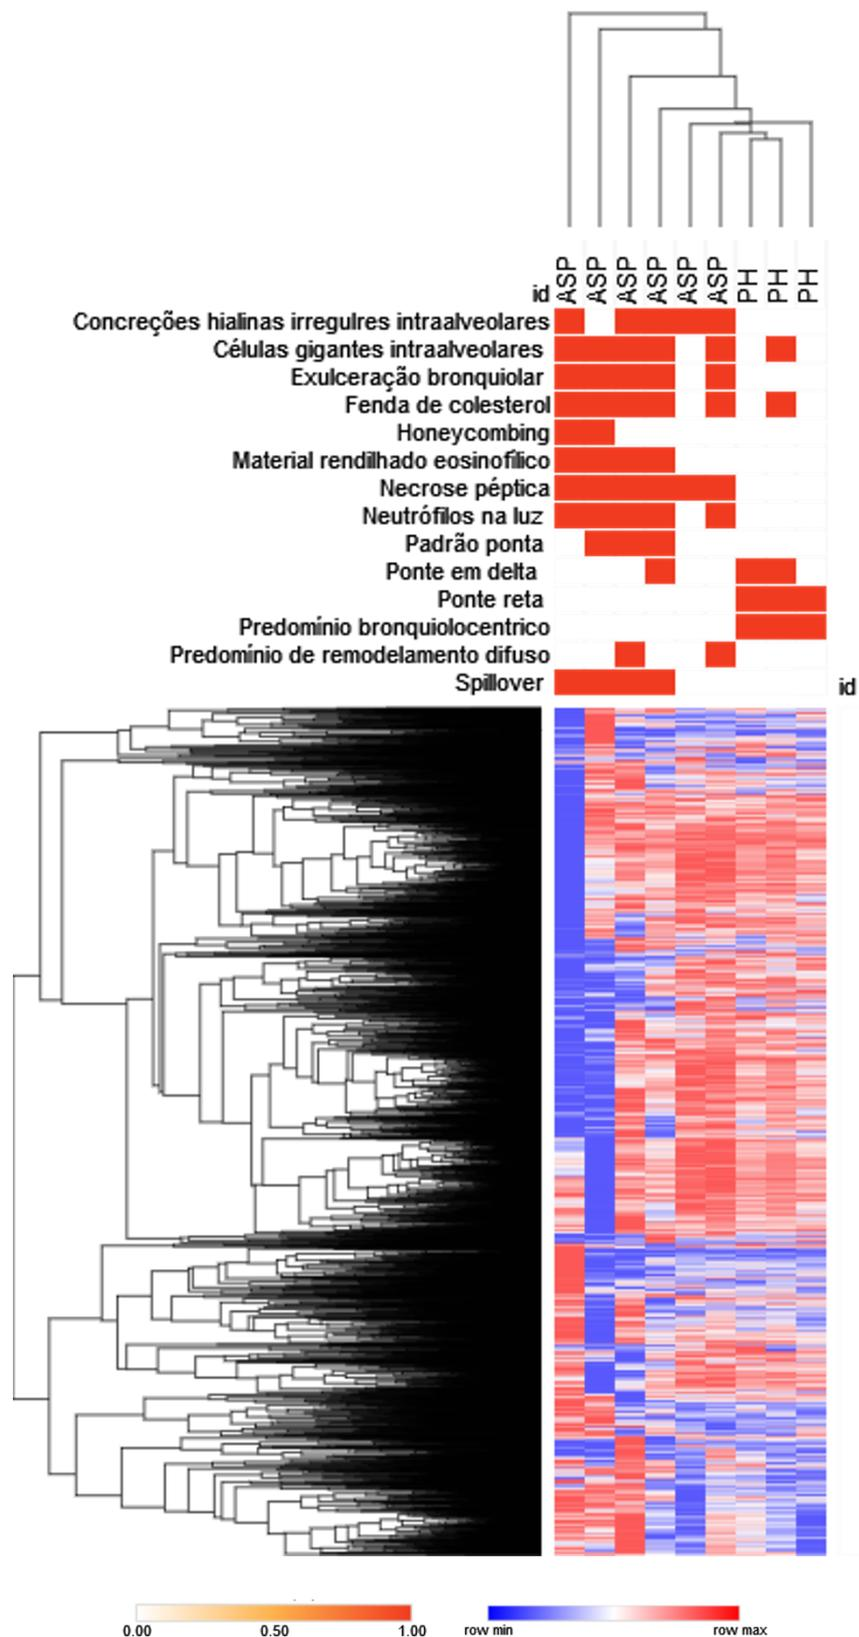 id ASP ASP ASP ASP ASP ASP PH PH PH
Concreções hialinas irregulres intraalveolares
Células gigantes intraalveolares
Exulceração bronquiolar
Fenda de colesterol
Honeycombing
Material rendilhado eosinofílico
Necrose péptica
Neutrófilos na luz
Padrão ponta
Ponte em delta
Ponte reta
Predomínio bronquiolocentrico
Predomínio de remodelamento difuso
Spillover id
0.00 0.50 1.00 row min row max